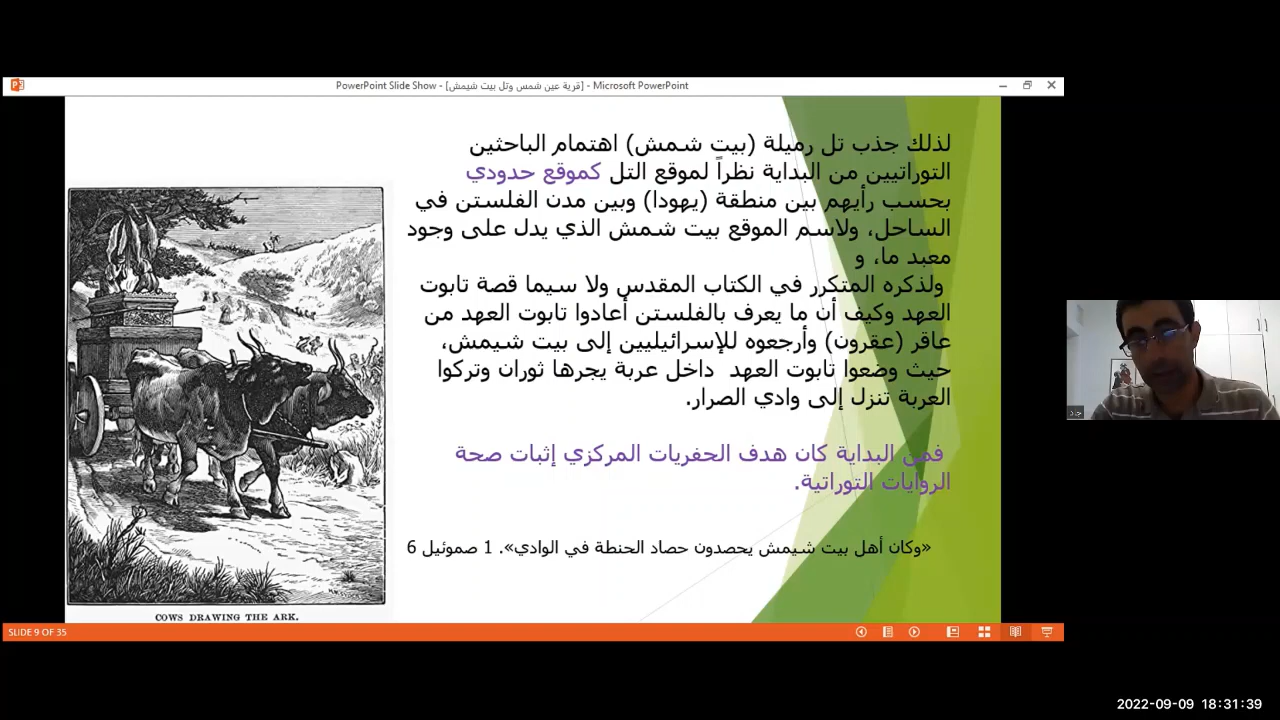 PowerPoint Slide Show - [قرية عين شمس وتل بيت شيمش] - Microsoft PowerPoint
لذلك جذب تل رميلة (بيت شمش) اهتمام الباحثين
التوراتيين من البداية نظراً لموقع التل كموقع حدودي
بحسب رأيهم بين منطقة (يهودا) وبين مدن الفلستن في
الساحل، ولاسم الموقع بيت شمش الذي يدل على وجود
معبد ما، و
ولذكره المتكرر في الكتاب المقدس ولا سيما قصة تابوت
العهد وكيف أن ما يعرف بالفلستن أعادوا تابوت العهد من
عاقر (عقرون) وأرجعوه للإسرائيليين إلى بيت شيمش،
حيث وضعوا تابوت العهد داخل عربة يجرها ثوران وتركوا
العربة تنزل إلى وادي الصرار.
فمن البداية كان هدف الحفريات المركزي إثبات صحة
الروايات التوراتية.
«وكان أهل بيت شيمش يحصدون حصاد الحنطة في الوادي». 1 صموئيل 6
COWS DRAWING THE ARK.
SLIDE 9 OF 35
2022-09-09 18:31:39